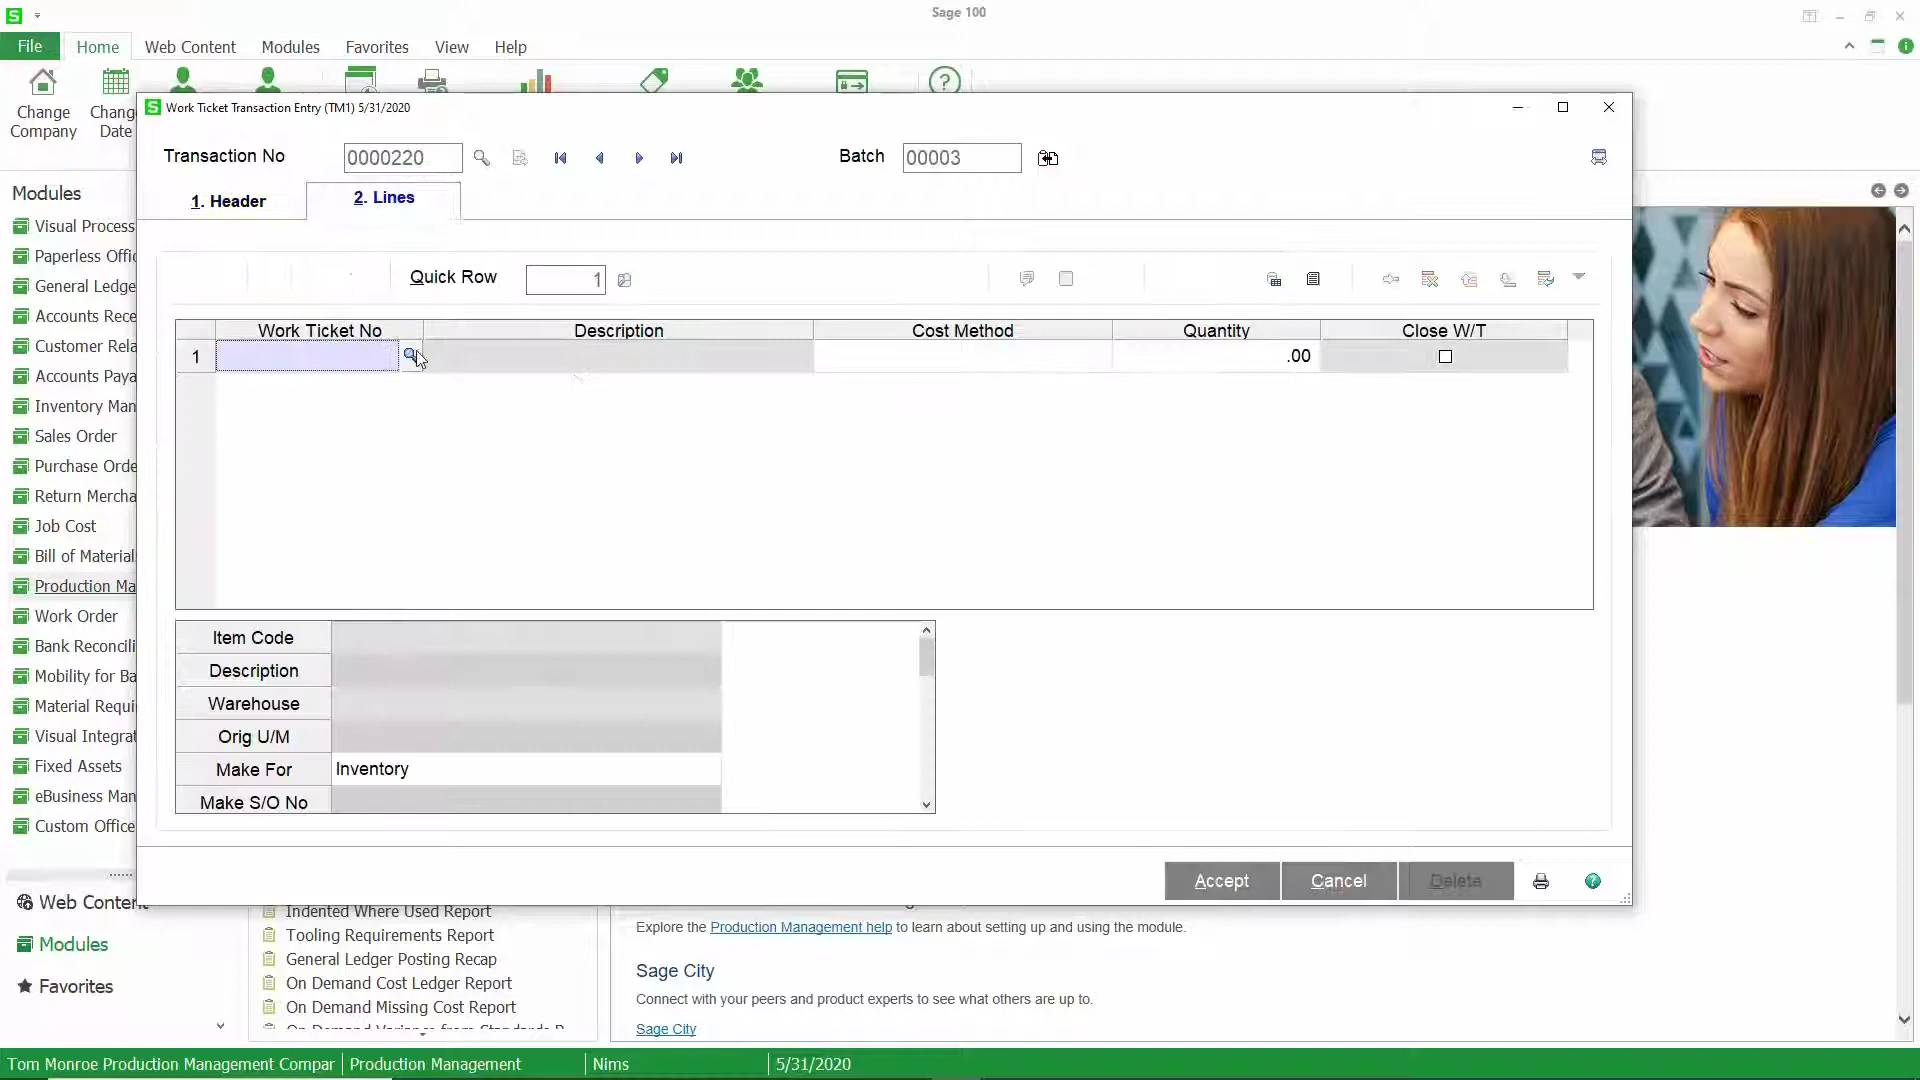 S
Sage 100
File
Home
Web Content
Modules
Favorites
View
Help
Change
Company
Chang
Date
S
Work Ticket Transaction Entry (TM1) 5/31/2020
Transaction No
0000220
Batch
00003
1. Header
2. Lines
Quick Row
1
Work Ticket No
Description
Cost Method
Quantity
Close W/T
1
.00
Item Code
Description
Warehouse
Orig U/M
Make For
Inventory
Make S/O No
Accept
Cancel
Delete
Modules
Visual Process
Paperless Offic
General Ledge
Accounts Rece
Customer Rela
Accounts Paya
Inventory Man
Sales Order
Purchase Orde
Return Mercha
Job Cost
Bill of Material
Production Ma
Work Order
Bank Reconcili
Mobility for Ba
Material Requi
Visual Integrat
Fixed Assets
eBusiness Man
Custom Office
Web Conten
Modules
Favorites
Indented Where Used Report
Tooling Requirements Report
General Ledger Posting Recap
On Demand Cost Ledger Report
On Demand Missing Cost Report
Explore the Production Management help to learn about setting up and using the module.
Sage City
Connect with your peers and product experts to see what others are up to.
Sage City
Tom Monroe Production Management Compar
Production Management
Nims
5/31/2020